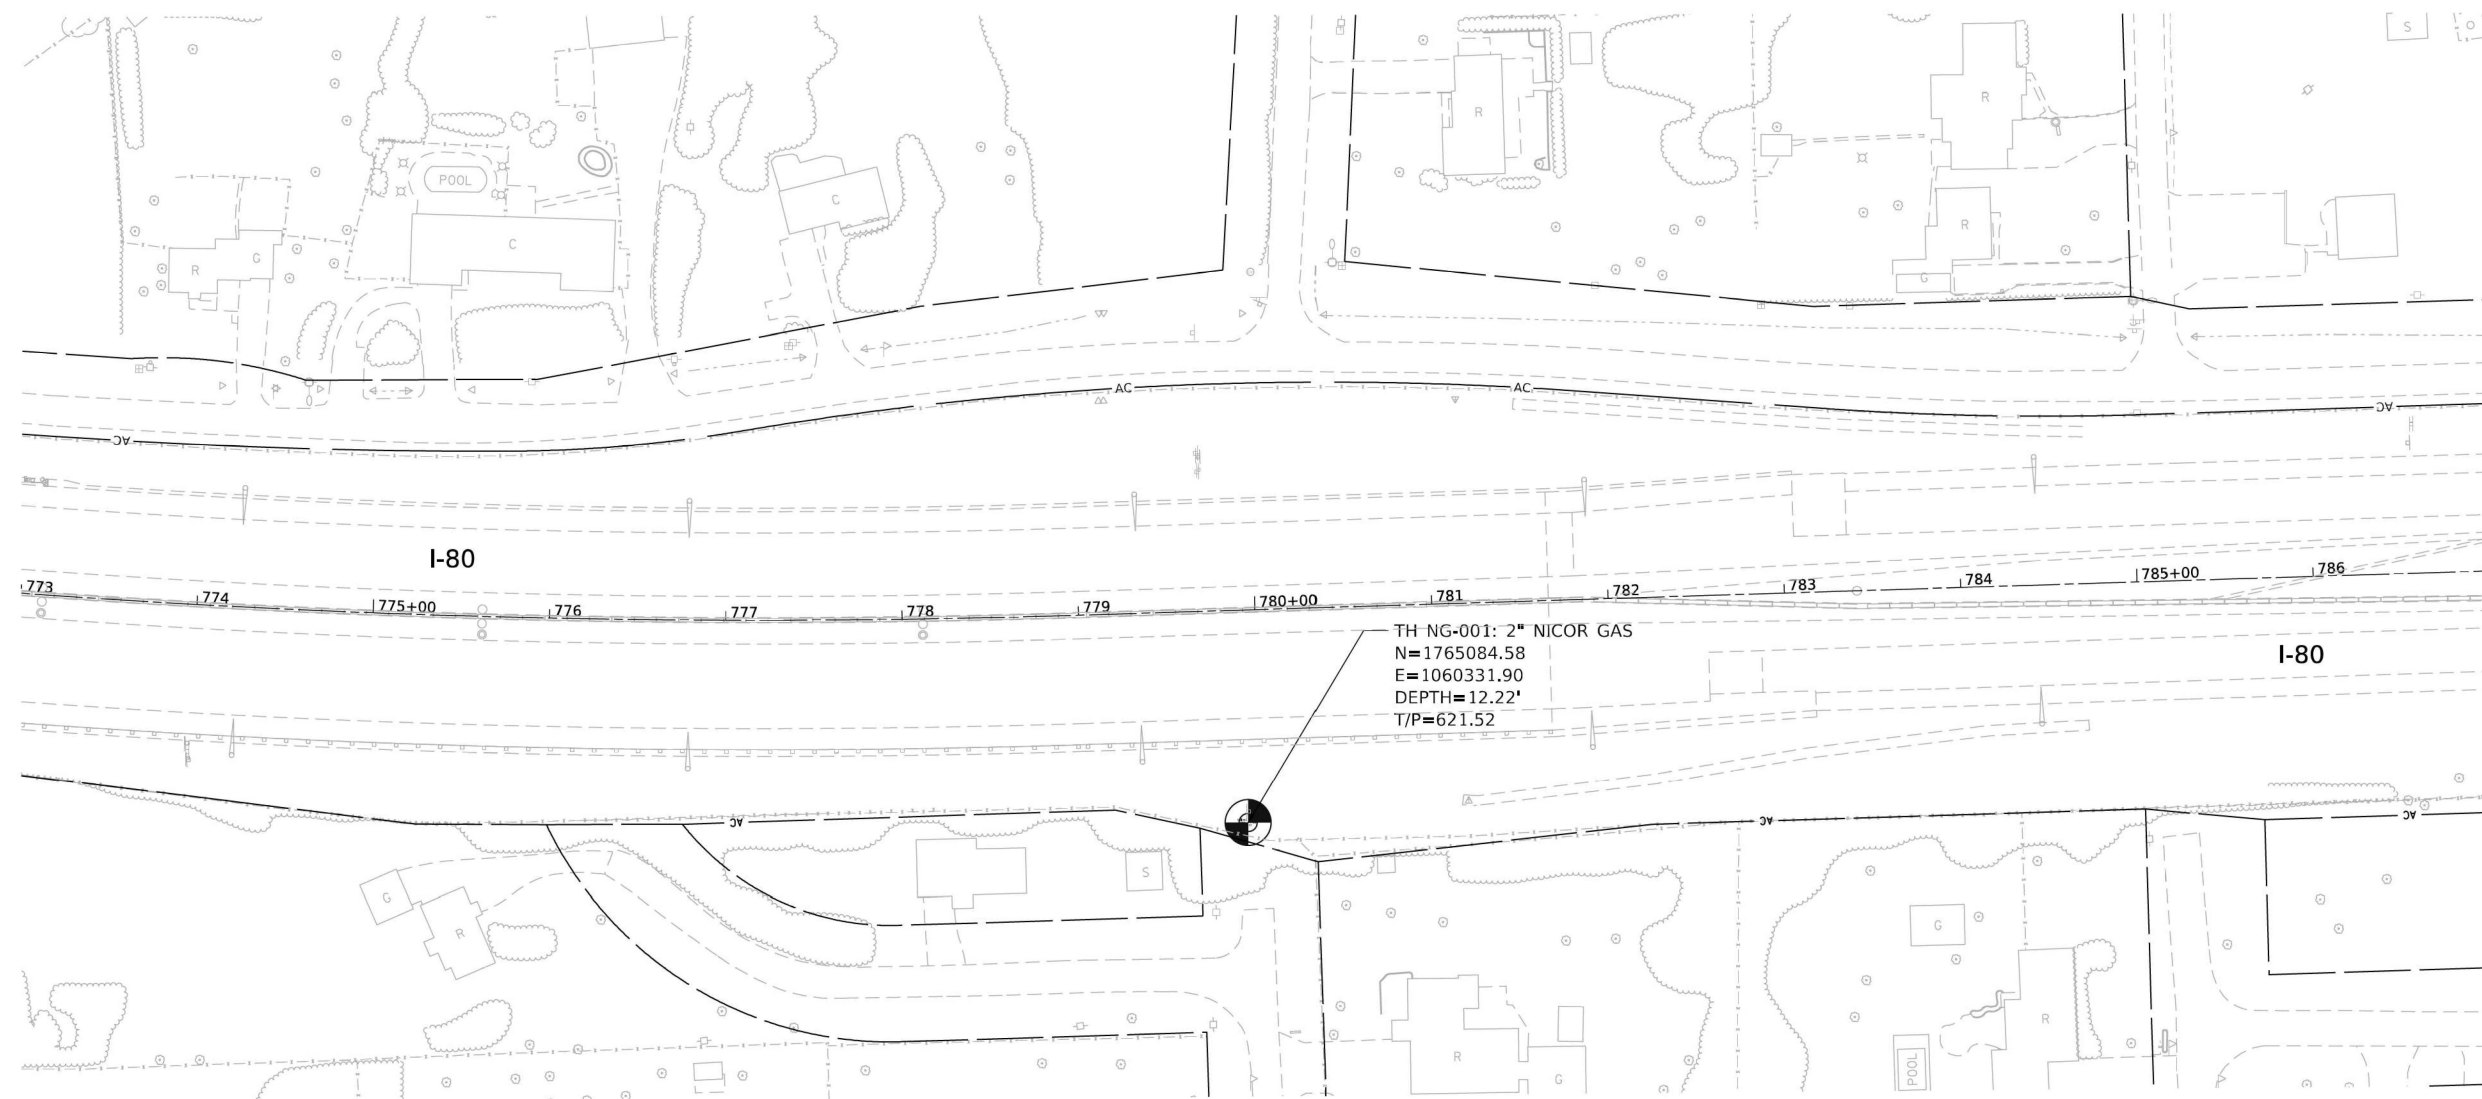 S
R
R
POOL
C
C
R
R
G
G
AC
AC
AC
AC
I-80
773
774
775+00
776
777
778
779
780+00
781
782
783
784
785+00
786
TH NG-001: 2" NICOR GAS
N=1765084.58
E=1060331.90
DEPTH=12.22'
T/P=621.52
I-80
AC
AC
AC
S
G
R
G
R
R
G
POOL